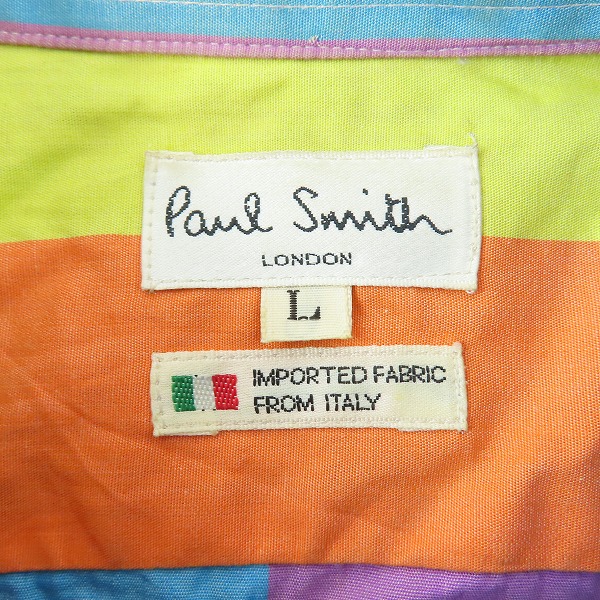 Paul Smith
LONDON
L
IMPORTED FABRIC
FROM ITALY